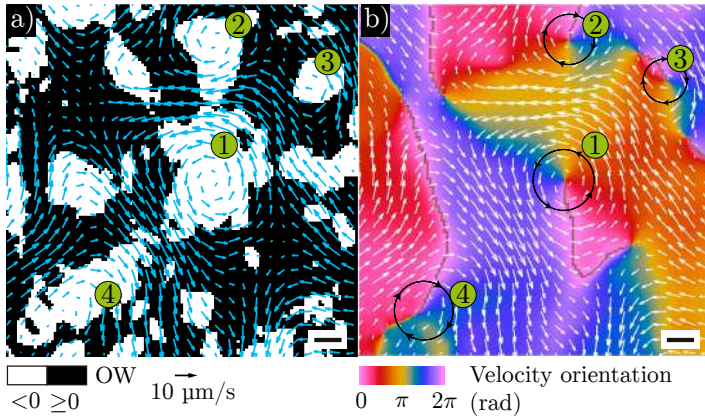 a)
2
3
1
4
b)
2
3
1
4
OW
<0 ≥0
10 µm/s
Velocity orientation
(rad)
0 π 2π